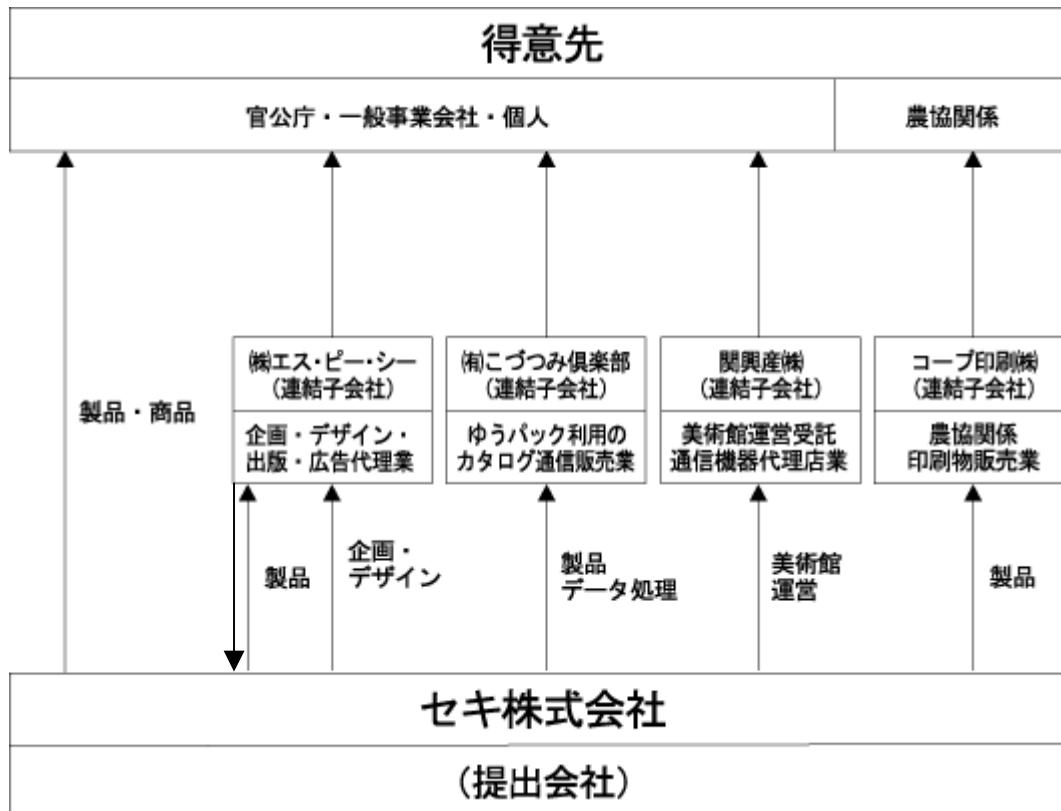 得意先
官公庁・一般事業会社・個人
農協関係
製品・商品
㈱エス・ピー・シー
(連結子会社)
企画・デザイン・
出版・広告代理業
㈲こづつみ倶楽部
(連結子会社)
ゆうパック利用の
カタログ通信販売業
関興産㈱
(連結子会社)
美術館運営受託
通信機器代理店業
コープ印刷㈱
(連結子会社)
農協関係
印刷物販売業
製品
企画・
デザイン
製品
データ処理
美術館
運営
製品
セキ株式会社
(提出会社)